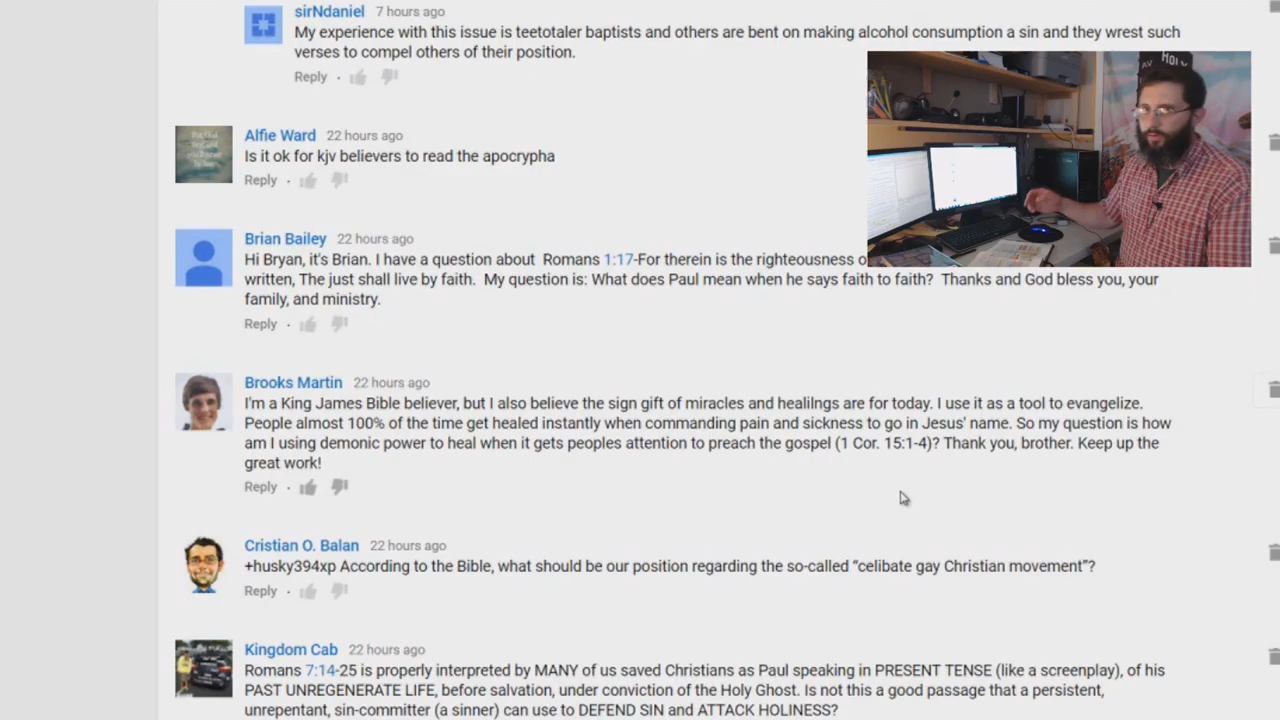 sirNdaniel 7 hours ago
My experience with this issue is teetotaler baptists and others are bent on making alcohol consumption a sin and they wrest such
verses to compel others of their position.
Reply
HOLY
AV
Alfie Ward 22 hours ago
Is it ok for kjv believers to read the apocrypha
Reply
Brian Bailey 22 hours ago
Hi Bryan, it's Brian. I have a question about Romans 1:17-For therein is the righteousness o
written, The just shall live by faith. My question is: What does Paul mean when he says faith to faith? Thanks and God bless you, your
family, and ministry.
Reply
Brooks Martin 22 hours ago
I'm a King James Bible believer, but I also believe the sign gift of miracles and healilngs are for today. I use it as a tool to evangelize.
People almost 100% of the time get healed instantly when commanding pain and sickness to go in Jesus' name. So my question is how
am I using demonic power to heal when it gets peoples attention to preach the gospel (1 Cor. 15:1-4)? Thank you, brother. Keep up the
great work!
Reply
Cristian O. Balan 22 hours ago
+husky394xp According to the Bible, what should be our position regarding the so-called “celibate gay Christian movement”?
Reply
Kingdom Cab 22 hours ago
Romans 7:14-25 is properly interpreted by MANY of us saved Christians as Paul speaking in PRESENT TENSE (like a screenplay), of his
PAST UNREGENERATE LIFE, before salvation, under conviction of the Holy Ghost. Is not this a good passage that a persistent,
unrepentant, sin-committer (a sinner) can use to DEFEND SIN and ATTACK HOLINESS?